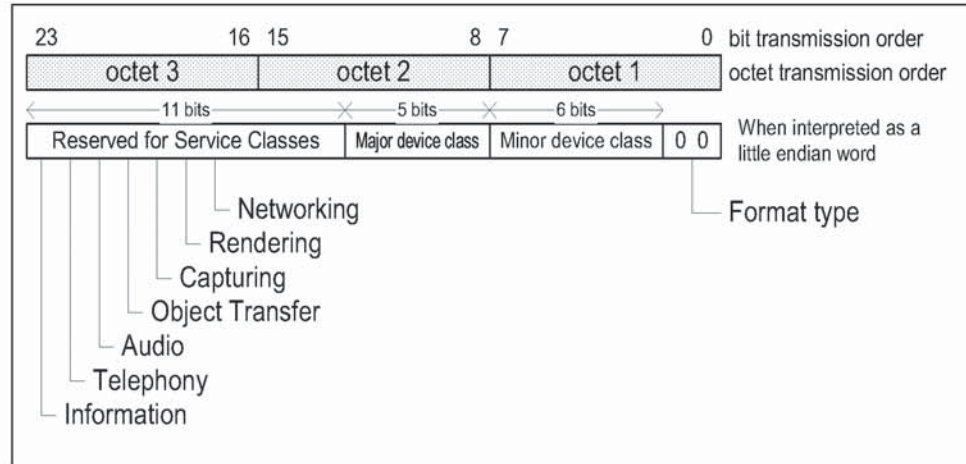 23 16 15 8 7 0 bit transmission order
octet 3 octet 2 octet 1 octet transmission order
11 bits 5 bits 6 bits
Reserved for Service Classes Major device class Minor device class 0 0 When interpreted as a
little endian word
Networking Format type
Rendering
Capturing
Object Transfer
Audio
Telephony
Information